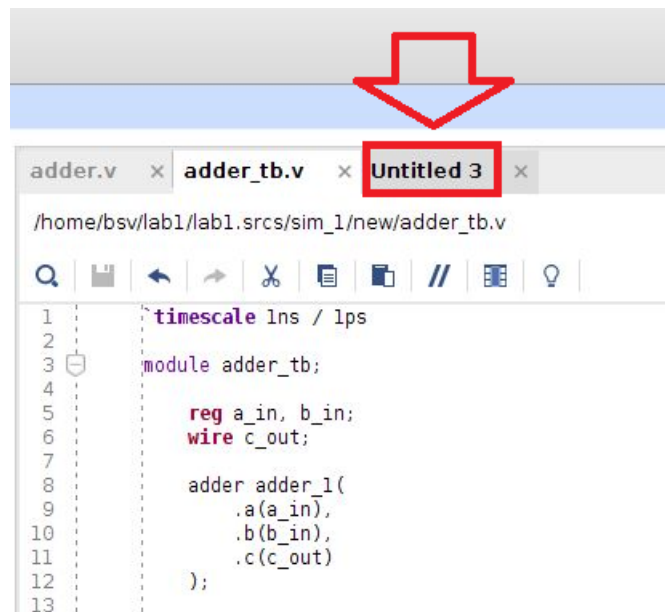 adder.v × adder_tb.v × Untitled 3 ×
/home/bsv/lab1/lab1.srcs/sim_1/new/adder_tb.v
//
1 `timescale 1ns / 1ps
2
3 module adder_tb;
4
5 reg a_in, b_in;
6 wire c_out;
7
8 adder adder_1(
9 .a(a_in),
10 .b(b_in),
11 .c(c_out)
12 );
13